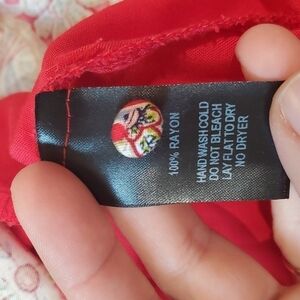 100% RAYON
HAND WASH COLD
DO NOT BLEACH
LAY FLAT TO DRY
NO DRYER